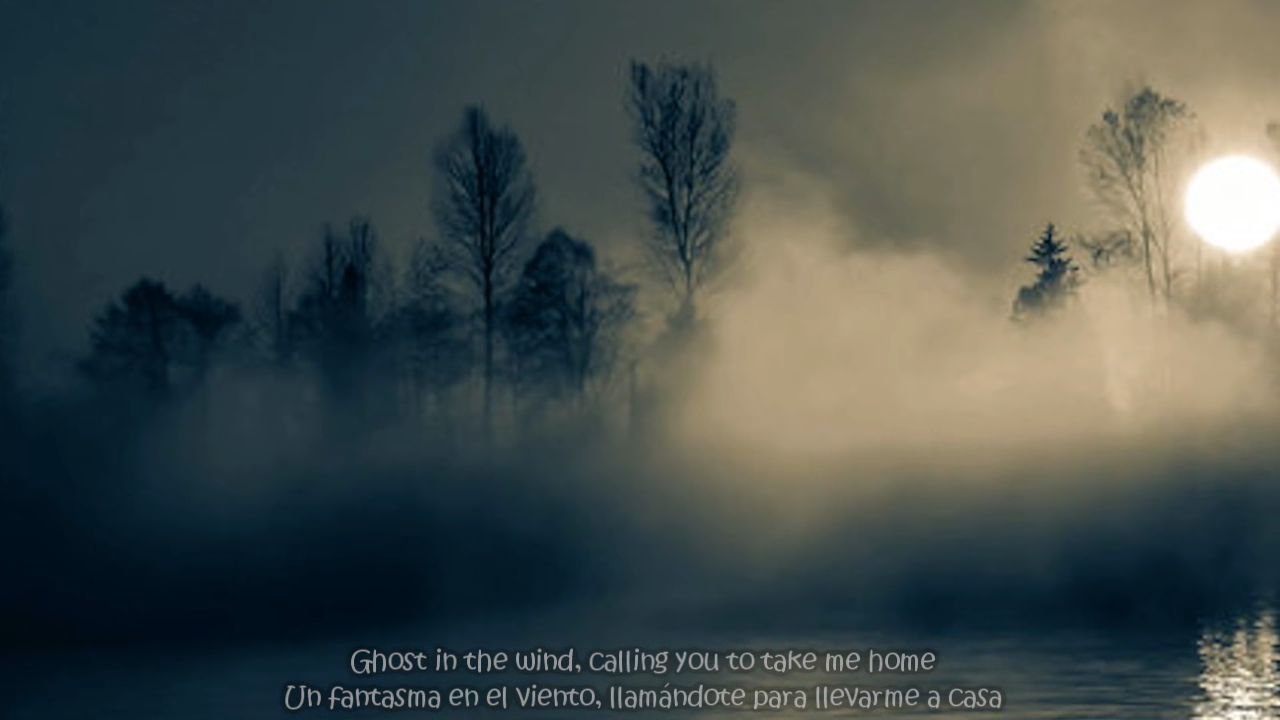 Ghost in the wind, calling you to take me home
Un fantasma en el viento, llamándote para llevarme a casa